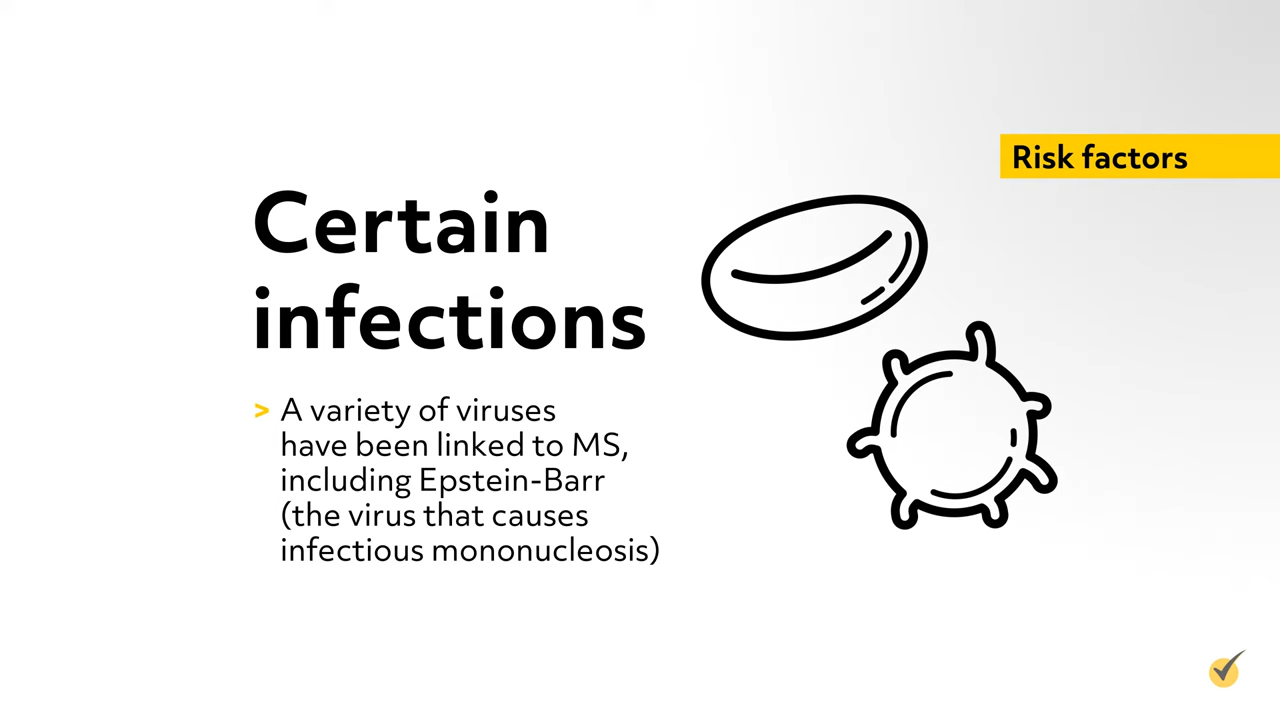 Risk factors
Certain
infections
> A variety of viruses
have been linked to MS,
including Epstein-Barr
(the virus that causes
infectious mononucleosis)